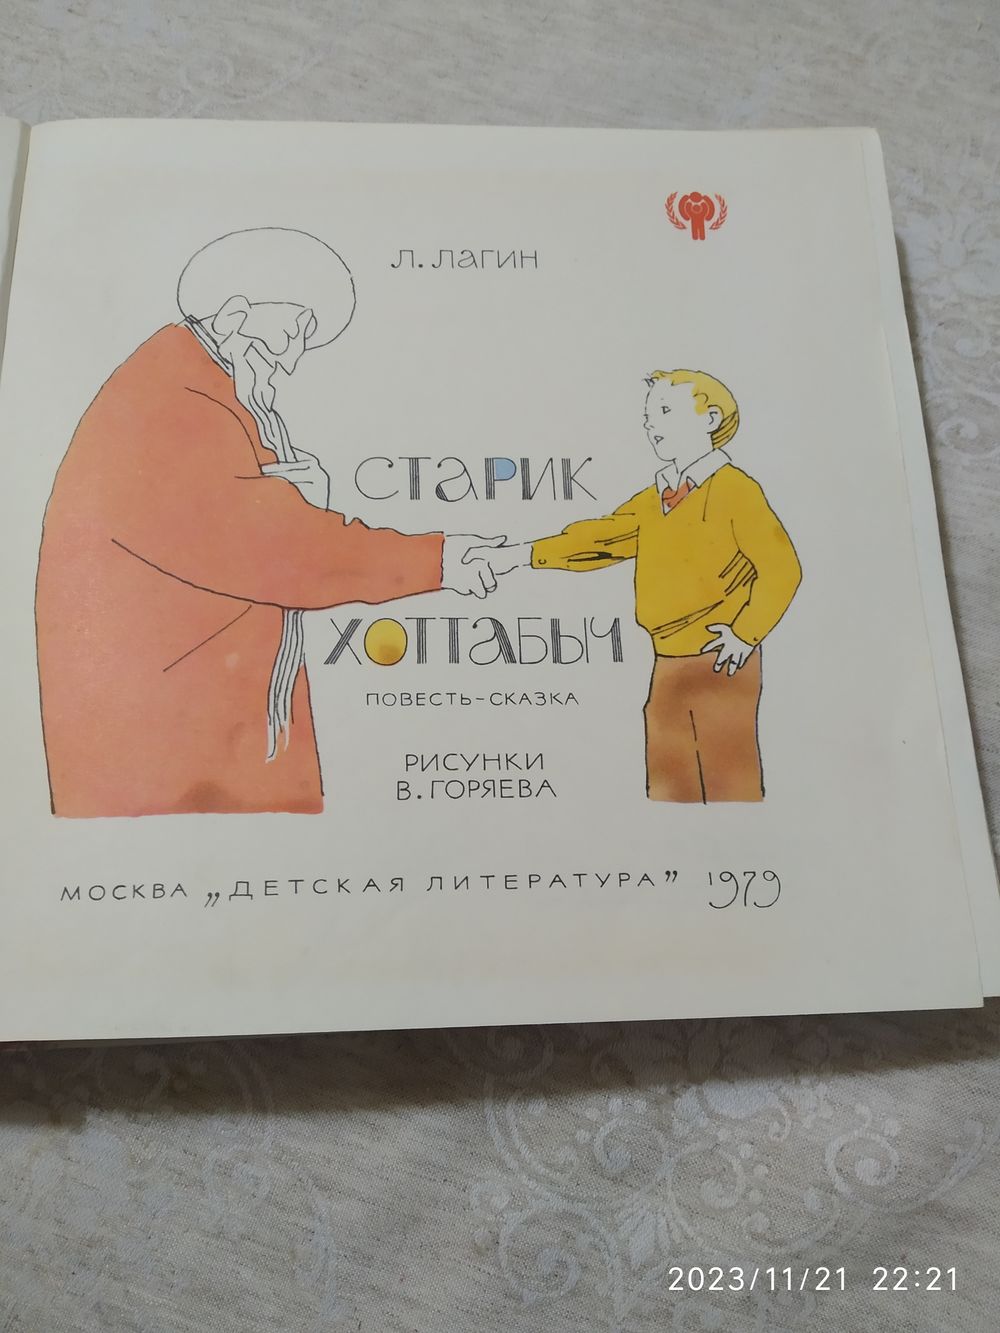 Л. ЛАГИН
СТАРИК
ХОТТАБЫЧ
ПОВЕСТЬ-СКАЗКА
РИСУНКИ
В. ГОРЯЕВА
МОСКВА „ДЕТСКАЯ ЛИТЕРАТУРА” 1979
2023/11/21 22:21